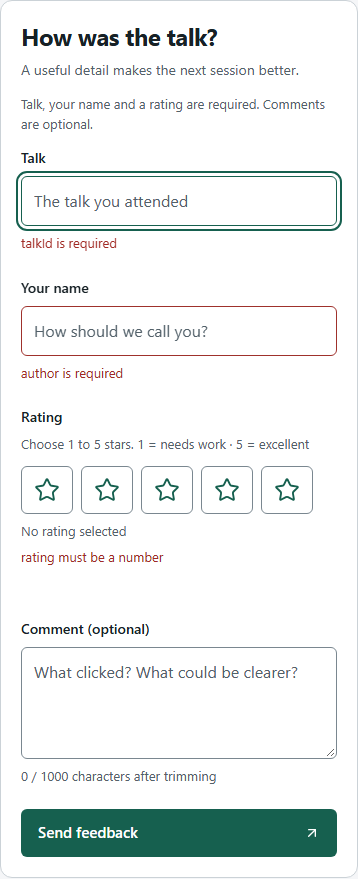 How was the talk?
A useful detail makes the next session better.
Talk, your name and a rating are required. Comments
are optional.
Talk
The talk you attended
talkId is required
Your name
How should we call you?
author is required
Rating
Choose 1 to 5 stars. 1 = needs work · 5 = excellent
No rating selected
rating must be a number
Comment (optional)
What clicked? What could be clearer?
0 / 1000 characters after trimming
Send feedback